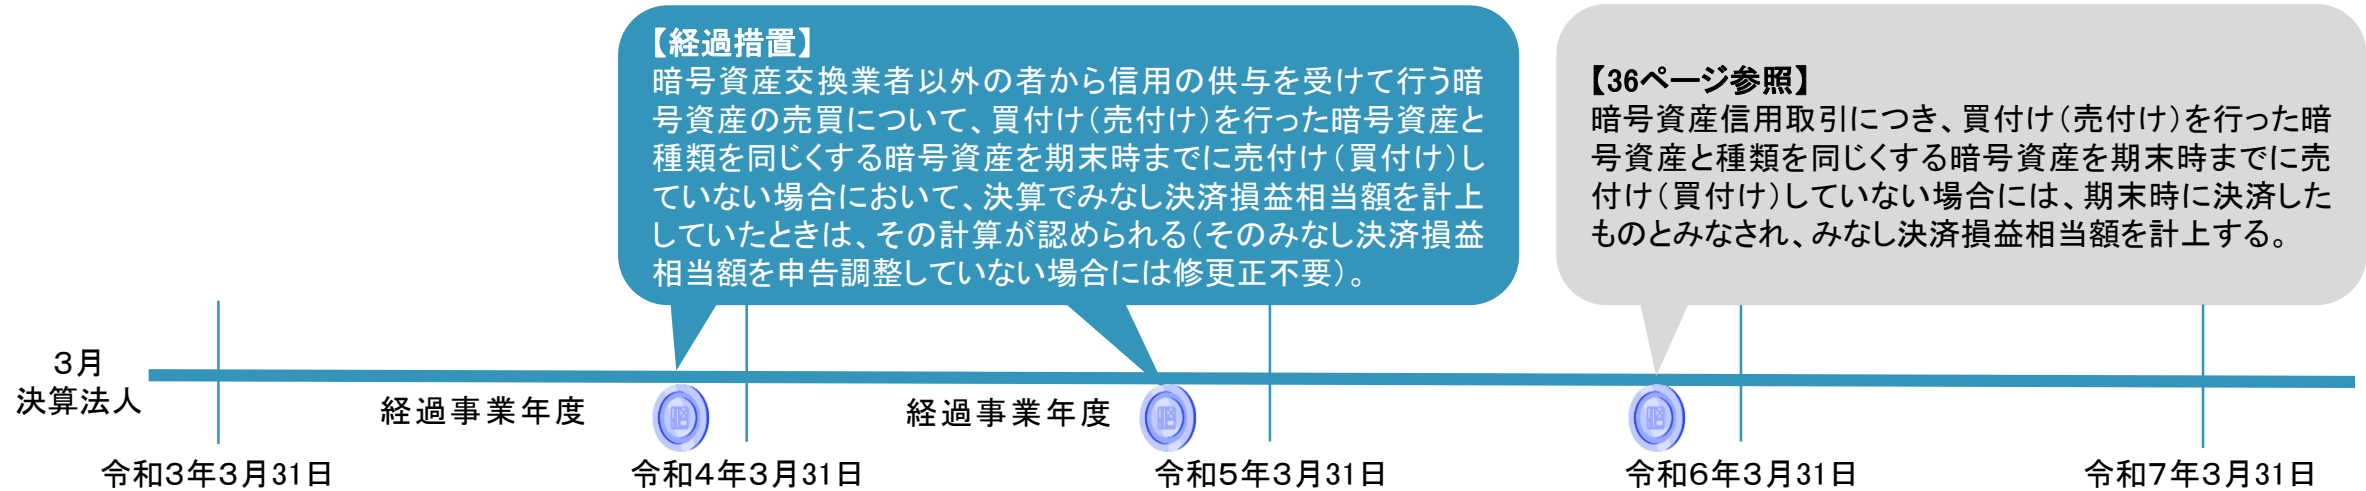 【経過措置】
暗号資産交換業者以外の者から信用の供与を受けて行う暗
号資産の売買について、買付け（売付け）を行った暗号資産と
種類を同じくする暗号資産を期末時までに売付け（買付け）し
ていない場合において、決算でみなし決済損益相当額を計上
していたときは、その計算が認められる（そのみなし決済損益
相当額を申告調整していない場合には修更正不要）。
【36ページ参照】
暗号資産信用取引につき、買付け（売付け）を行った暗
号資産と種類を同じくする暗号資産を期末時までに売
付け（買付け）していない場合には、期末時に決済した
ものとみなされ、みなし決済損益相当額を計上する。
３月
決算法人
経過事業年度
経過事業年度
令和３年３月31日
令和４年３月31日
令和５年３月31日
令和６年３月31日
令和７年３月31日